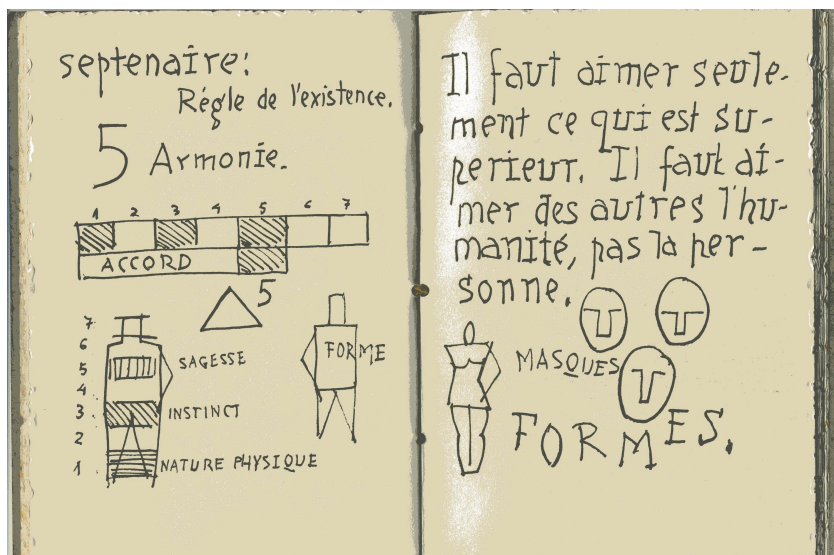 septenaire:
Régle de l'existence.
5 Armonie.
1 2 3 4 5 6 7
ACCORD
5
7
6
5 SAGESSE
4
3 INSTINCT
2
1 NATURE PHYSIQUE
FORME
Il faut aimer seule-
ment ce qui est su-
perieur. Il faut ai-
mer des autres l'hu-
manité, pas la per-
sonne.
MASQUES
FORMES.